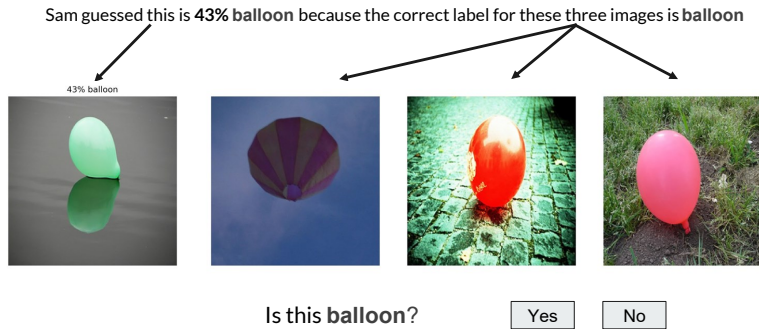 Sam guessed this is 43% balloon because the correct label for these three images is balloon
43% balloon
Is this balloon?
Yes
No